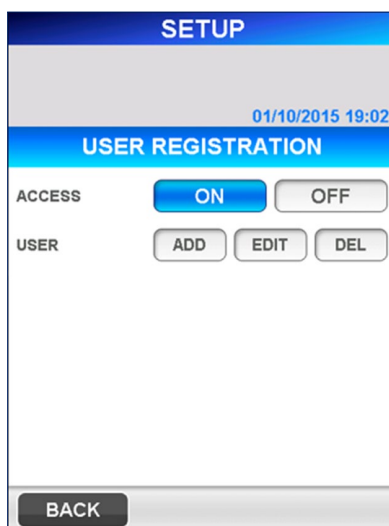 SETUP
01/10/2015 19:02
USER REGISTRATION
ACCESS ON OFF
USER ADD EDIT DEL
BACK